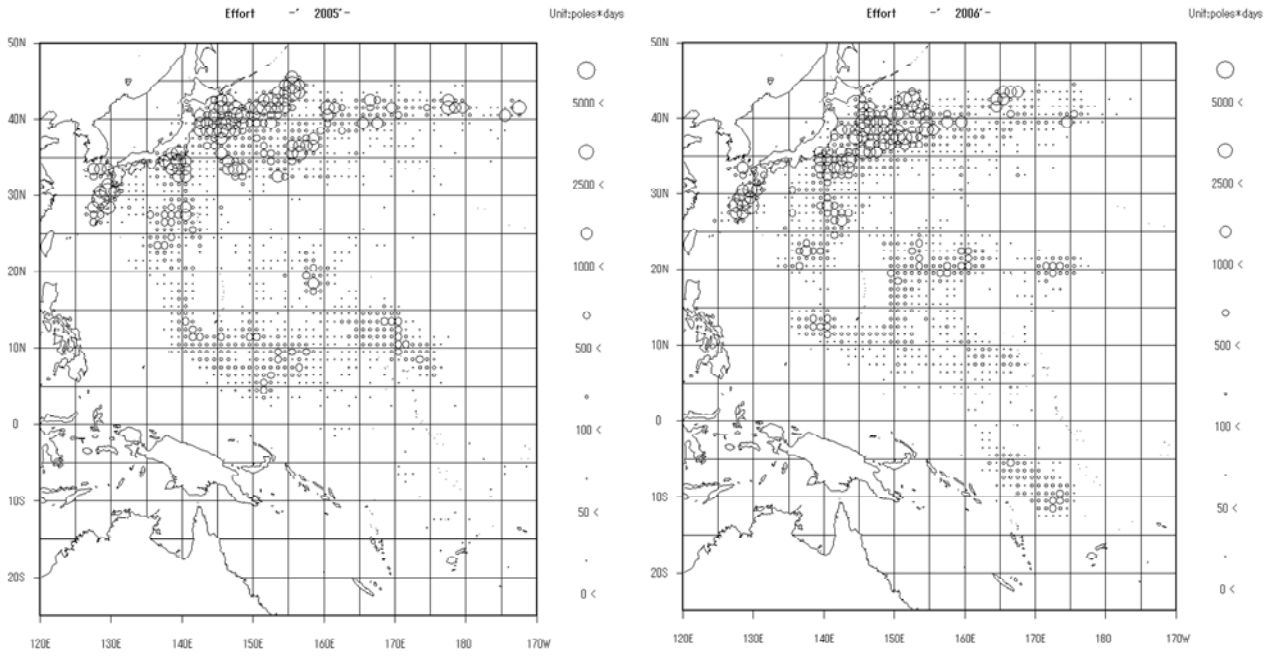 Effort -' 2005'-
Unit:poles*days
50N
40N
30N
20N
10N
0
10S
20S
120E 130E 140E 150E 160E 170E 180 170W
5000 <
2500 <
1000 <
500 <
100 <
50 <
0 <
Effort -' 2006'-
Unit:poles*days
50N
40N
30N
20N
10N
0
10S
20S
120E 130E 140E 150E 160E 170E 180 170W
5000 <
2500 <
1000 <
500 <
100 <
50 <
0 <